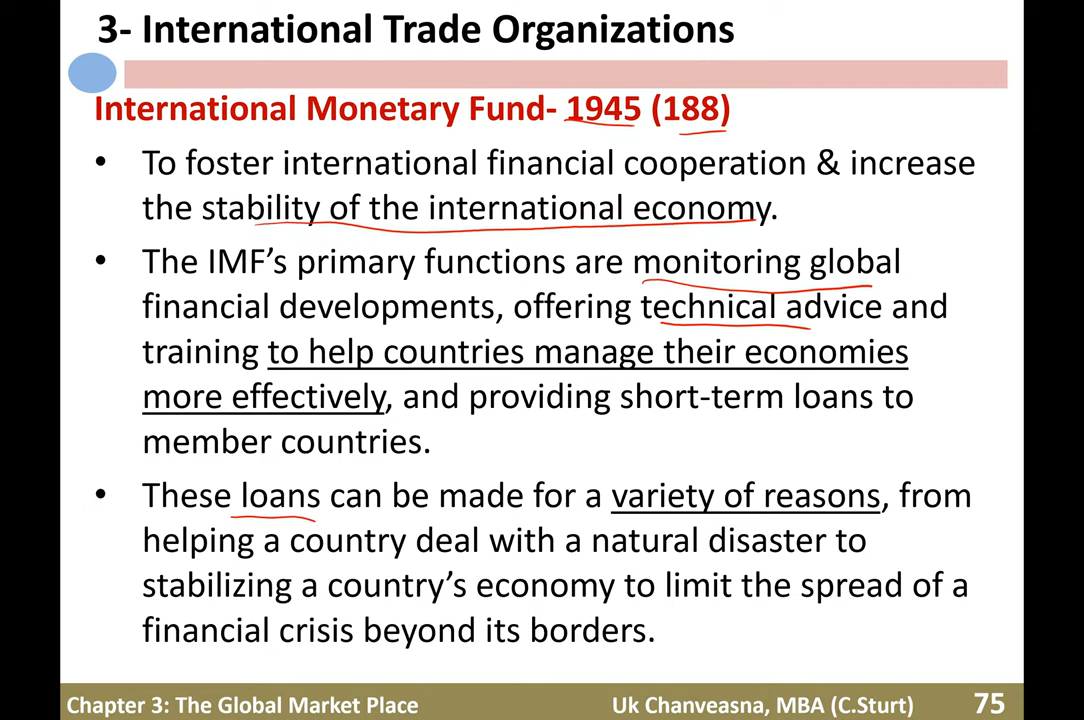 3- International Trade Organizations
International Monetary Fund- 1945 (188)
• To foster international financial cooperation & increase
the stability of the international economy.
• The IMF’s primary functions are monitoring global
financial developments, offering technical advice and
training to help countries manage their economies
more effectively, and providing short-term loans to
member countries.
• These loans can be made for a variety of reasons, from
helping a country deal with a natural disaster to
stabilizing a country’s economy to limit the spread of a
financial crisis beyond its borders.
Chapter 3: The Global Market Place Uk Chanveasna, MBA (C.Sturt) 75